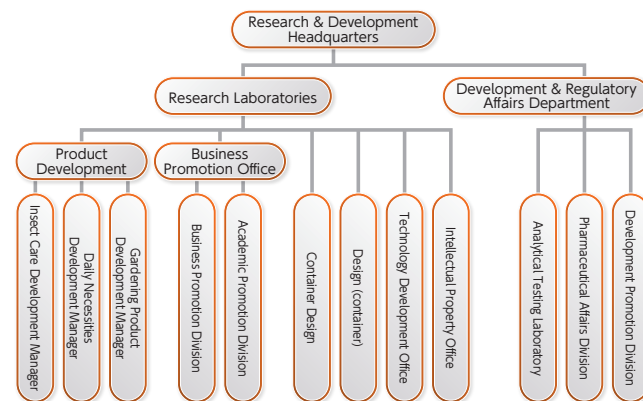 Research & Development
Headquarters
Research Laboratories
Development & Regulatory
Affairs Department
Product
Development
Business
Promotion Office
Insect Care Development Manager
Daily Necessities
Development Manager
Gardening Product
Development Manager
Business Promotion Division
Academic Promotion Division
Container Design
Design (container)
Technology Development Office
Intellectual Property Office
Analytical Testing Laboratory
Pharmaceutical Affairs Division
Development Promotion Division